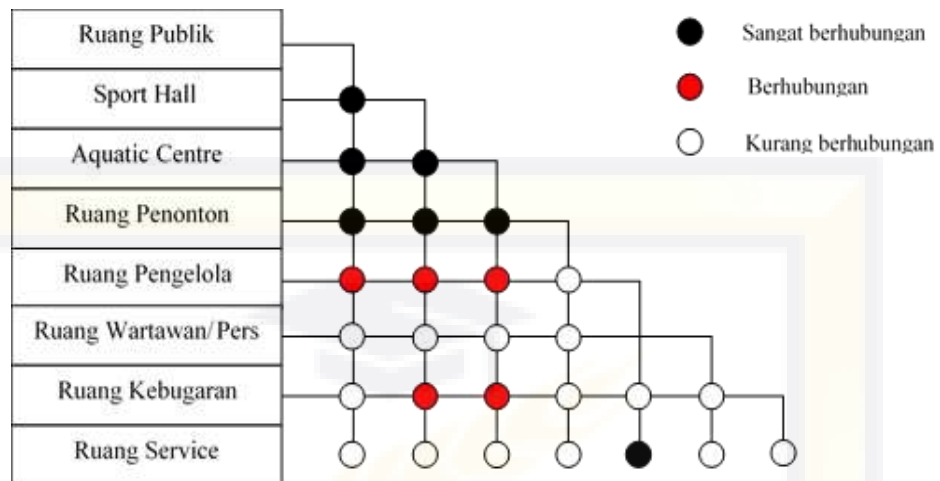 Ruang Publik
Sport Hall
Aquatic Centre
Ruang Penonton
Ruang Pengelola
Ruang Wartawan/Pers
Ruang Kebugaran
Ruang Service
Sangat berhubungan
Berhubungan
Kurang berhubungan